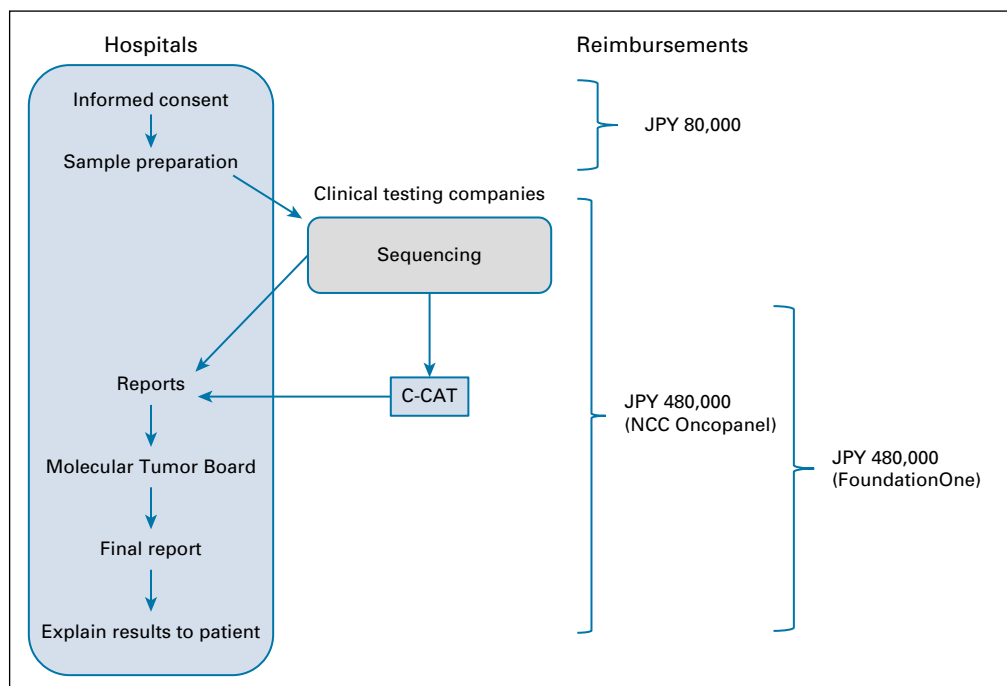 Hospitals
Reimbursements
Informed consent
JPY 80,000
Sample preparation
Clinical testing companies
Sequencing
Reports
C-CAT
JPY 480,000
(NCC Oncopanel)
Molecular Tumor Board
JPY 480,000
(FoundationOne)
Final report
Explain results to patient